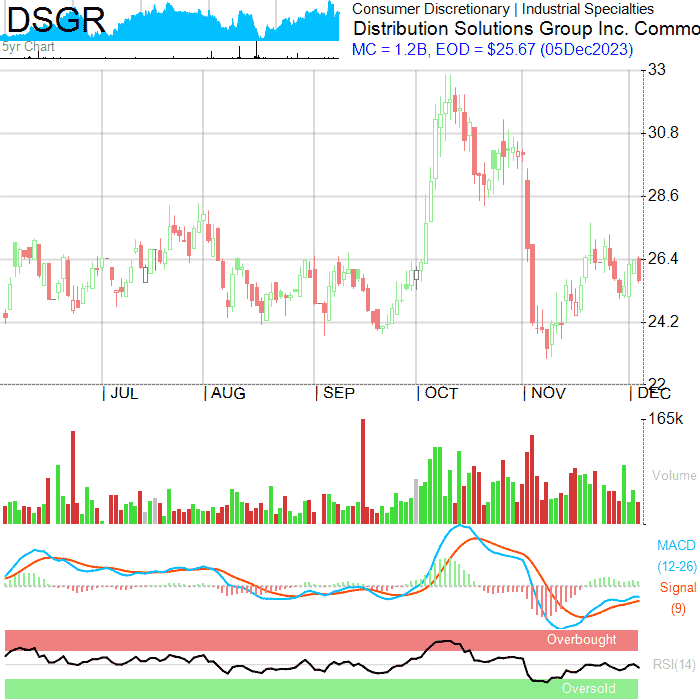 DSGR
5yr Chart
Consumer Discretionary | Industrial Specialties
Distribution Solutions Group Inc. Commo
MC = 1.2B, EOD = $25.67 (05Dec2023)
33
30.8
28.6
26.4
24.2
22
| JUL | AUG | SEP | OCT | NOV | DEC
165k
Volume
MACD
(12-26)
Signal
(9)
Overbought
RSI(14)
Oversold